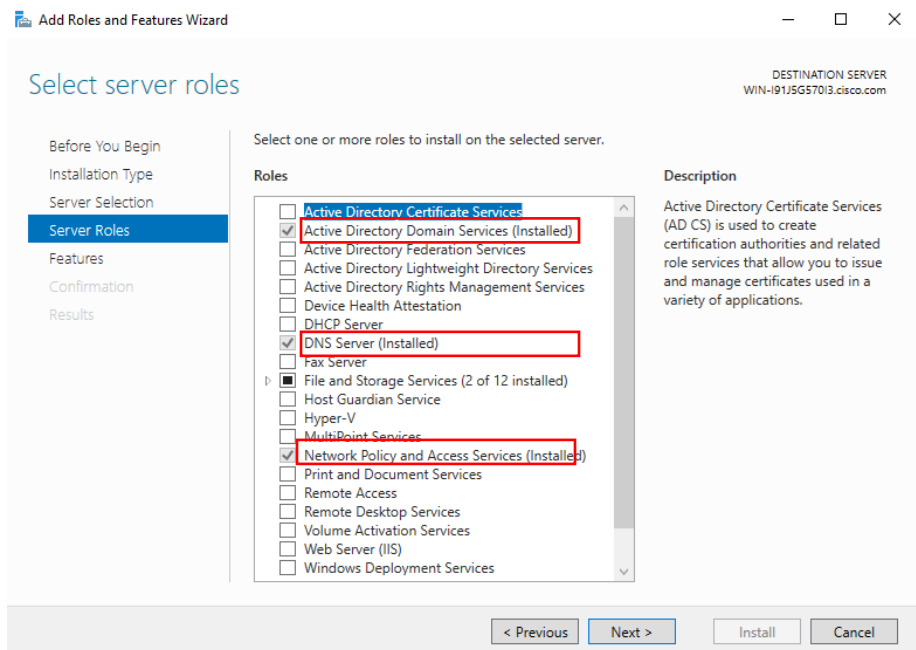 Add Roles and Features Wizard
Select server roles
DESTINATION SERVER
WIN-I91J5G570I3.cisco.com
Before You Begin
Installation Type
Server Selection
Server Roles
Features
Confirmation
Results
Select one or more roles to install on the selected server.
Roles
Active Directory Certificate Services
Active Directory Domain Services (Installed)
Active Directory Federation Services
Active Directory Lightweight Directory Services
Active Directory Rights Management Services
Device Health Attestation
DHCP Server
DNS Server (Installed)
Fax Server
File and Storage Services (2 of 12 installed)
Host Guardian Service
Hyper-V
MultiPoint Services
Network Policy and Access Services (Installed)
Print and Document Services
Remote Access
Remote Desktop Services
Volume Activation Services
Web Server (IIS)
Windows Deployment Services
Description
Active Directory Certificate Services
(AD CS) is used to create
certification authorities and related
role services that allow you to issue
and manage certificates used in a
variety of applications.
< Previous
Next >
Install
Cancel